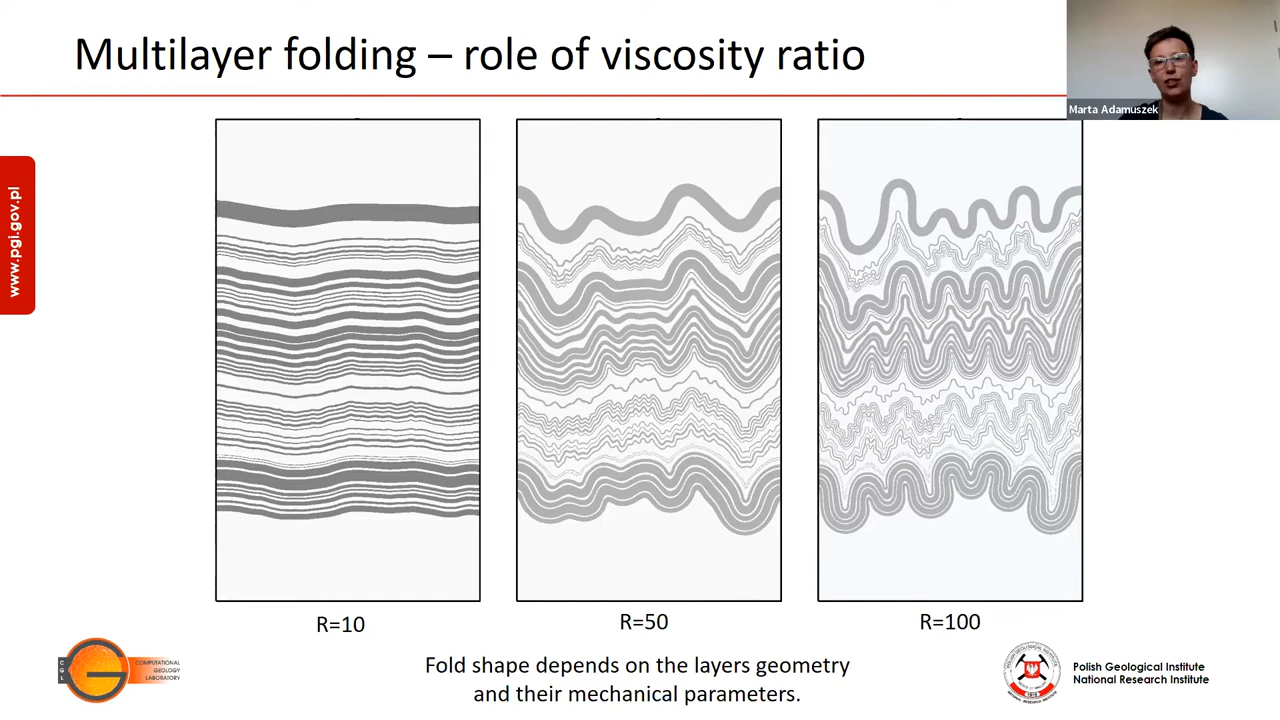 Multilayer folding – role of viscosity ratio
Marta Adamuszek
www.pgi.gov.pl
R=10
R=50
R=100
Fold shape depends on the layers geometry
and their mechanical parameters.
CGL
COMPUTATIONAL
GEOLOGY
LABORATORY
Polish Geological Institute
National Research Institute